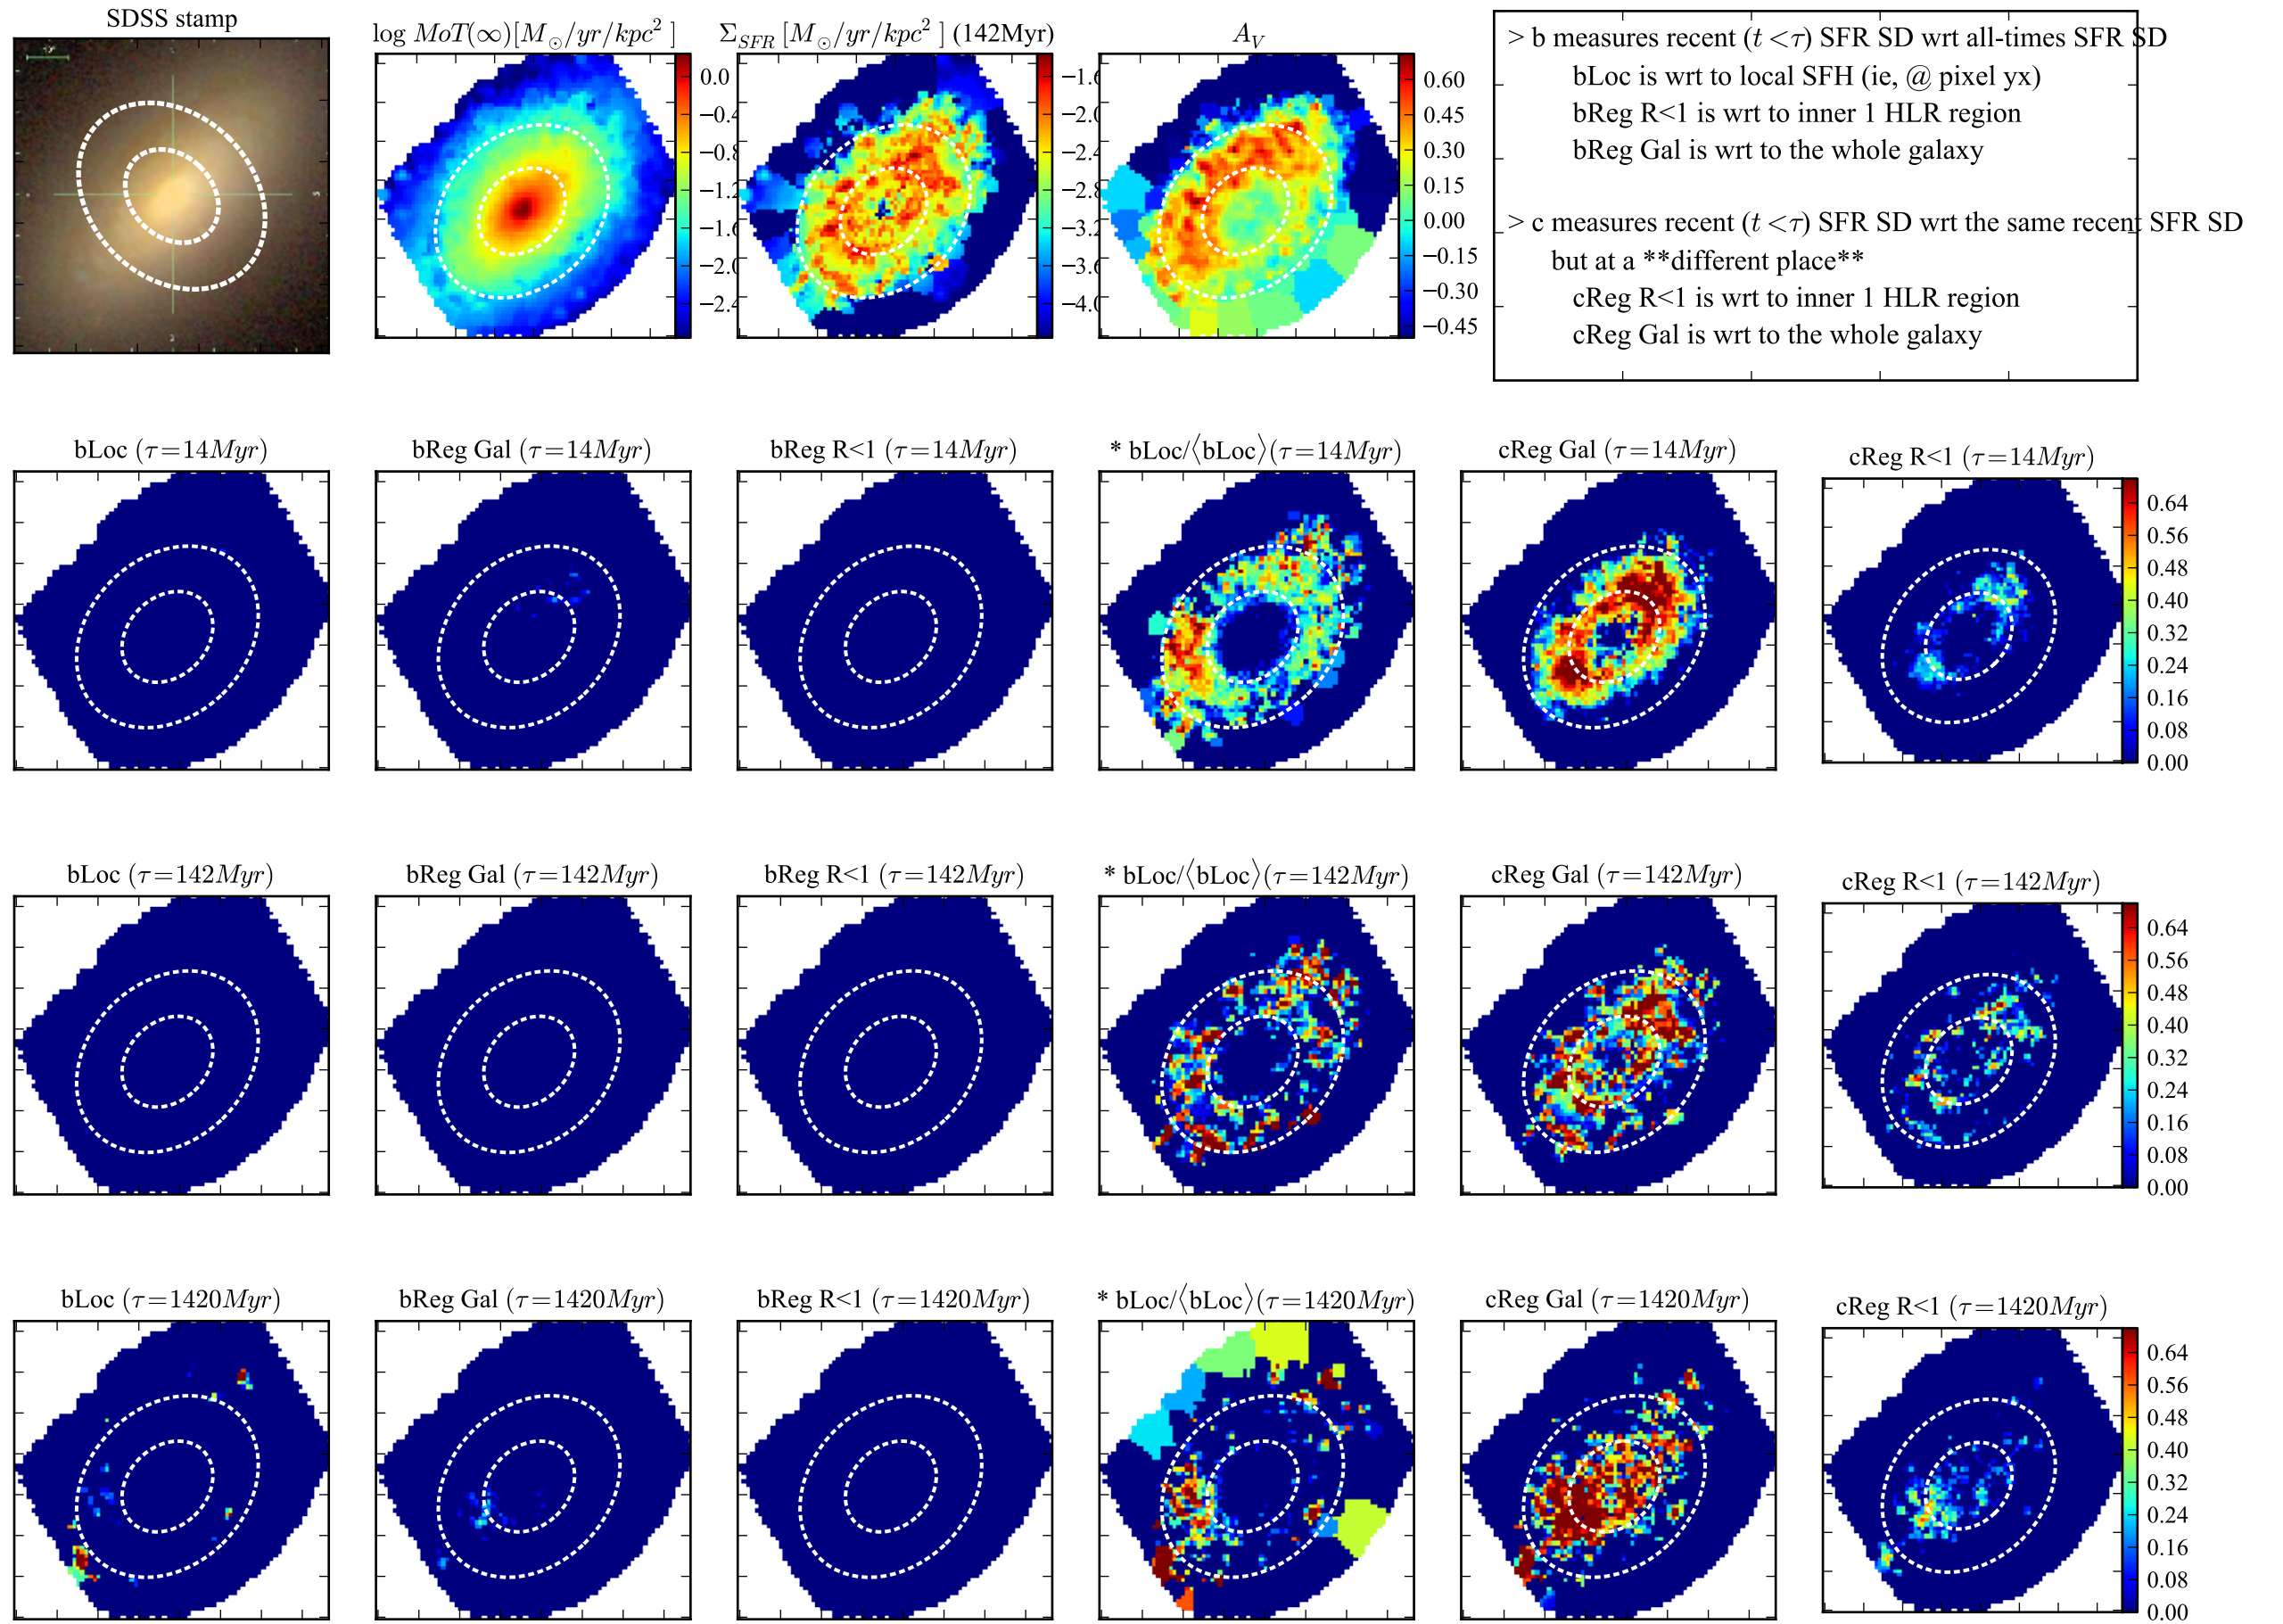 SDSS stamp
log MoT(∞)[M⊙/yr/kpc²]
Σ_SFR [M⊙/yr/kpc²] (142Myr)
A_V
0.0
−0.4
−0.8
−1.2
−1.6
−2.0
−2.4
−1.6
−2.0
−2.4
−2.8
−3.2
−3.6
−4.0
0.60
0.45
0.30
0.15
0.00
−0.15
−0.30
−0.45
> b measures recent (t <τ) SFR SD wrt all-times SFR SD
bLoc is wrt to local SFH (ie, @ pixel yx)
bReg R<1 is wrt to inner 1 HLR region
bReg Gal is wrt to the whole galaxy
> c measures recent (t <τ) SFR SD wrt the same recent SFR SD
but at a **different place**
cReg R<1 is wrt to inner 1 HLR region
cReg Gal is wrt to the whole galaxy
bLoc (τ=14Myr)
bReg Gal (τ=14Myr)
bReg R<1 (τ=14Myr)
* bLoc/⟨bLoc⟩(τ=14Myr)
cReg Gal (τ=14Myr)
cReg R<1 (τ=14Myr)
0.64
0.56
0.48
0.40
0.32
0.24
0.16
0.08
0.00
bLoc (τ=142Myr)
bReg Gal (τ=142Myr)
bReg R<1 (τ=142Myr)
* bLoc/⟨bLoc⟩(τ=142Myr)
cReg Gal (τ=142Myr)
cReg R<1 (τ=142Myr)
0.64
0.56
0.48
0.40
0.32
0.24
0.16
0.08
0.00
bLoc (τ=1420Myr)
bReg Gal (τ=1420Myr)
bReg R<1 (τ=1420Myr)
* bLoc/⟨bLoc⟩(τ=1420Myr)
cReg Gal (τ=1420Myr)
cReg R<1 (τ=1420Myr)
0.64
0.56
0.48
0.40
0.32
0.24
0.16
0.08
0.00